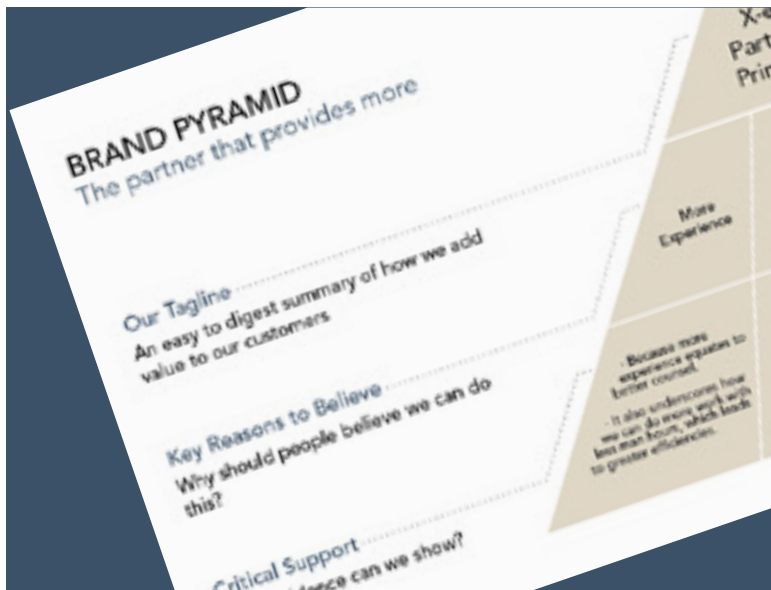 BRAND PYRAMID
The partner that provides more
Our Tagline
An easy to digest summary of how we add
value to our customers
Key Reasons to Believe
Why should people believe we can do
this?
Critical Support
can we show?
More
Experience
- Because more
experience equates to
better counsel.
- It also underscores how
we can do more work with
less man hours, which leads
to greater efficiencies.